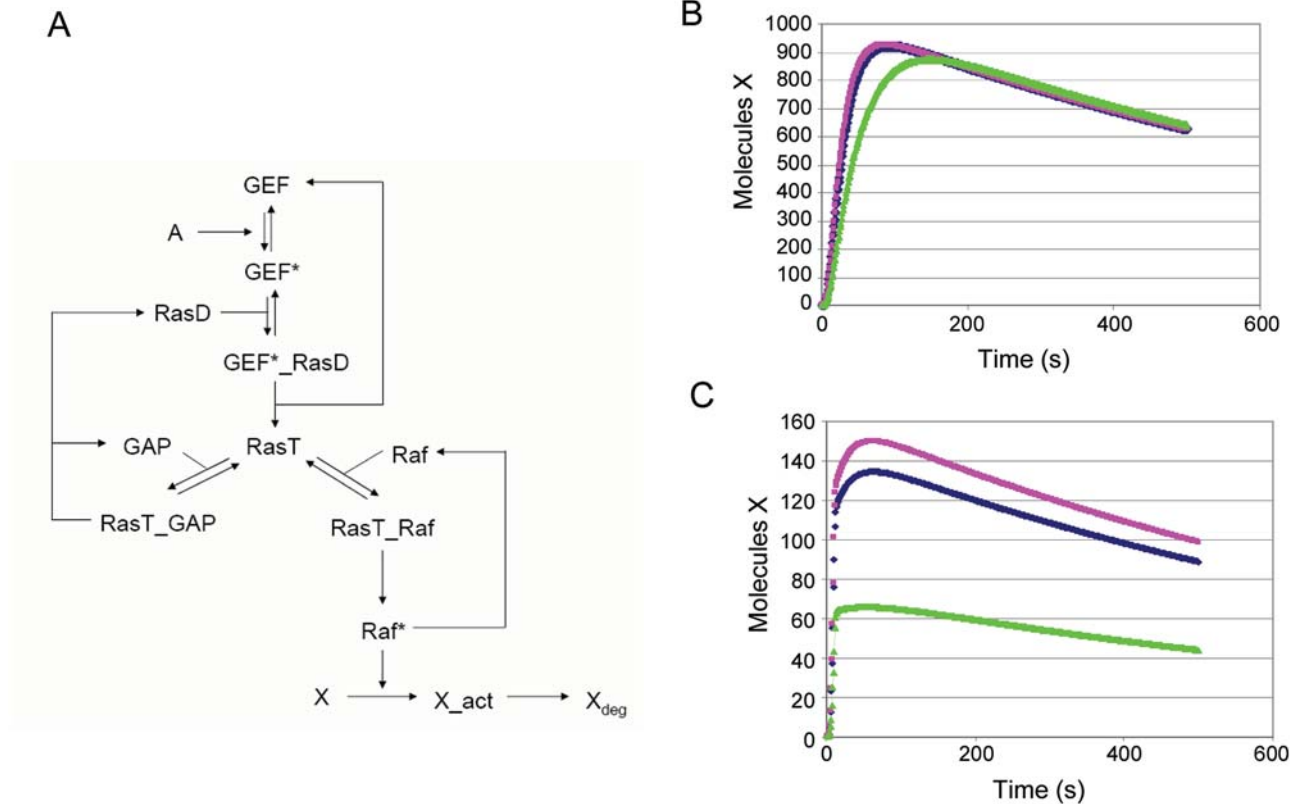 A
GEF
A
GEF*
RasD
GEF*_RasD
GAP
RasT
Raf
RasT_GAP
RasT_Raf
Raf*
X
X_act
Xdeg
B
Molecules X
1000
900
800
700
600
500
400
300
200
100
0
0
200
400
600
Time (s)
C
Molecules X
160
140
120
100
80
60
40
20
0
0
200
400
600
Time (s)